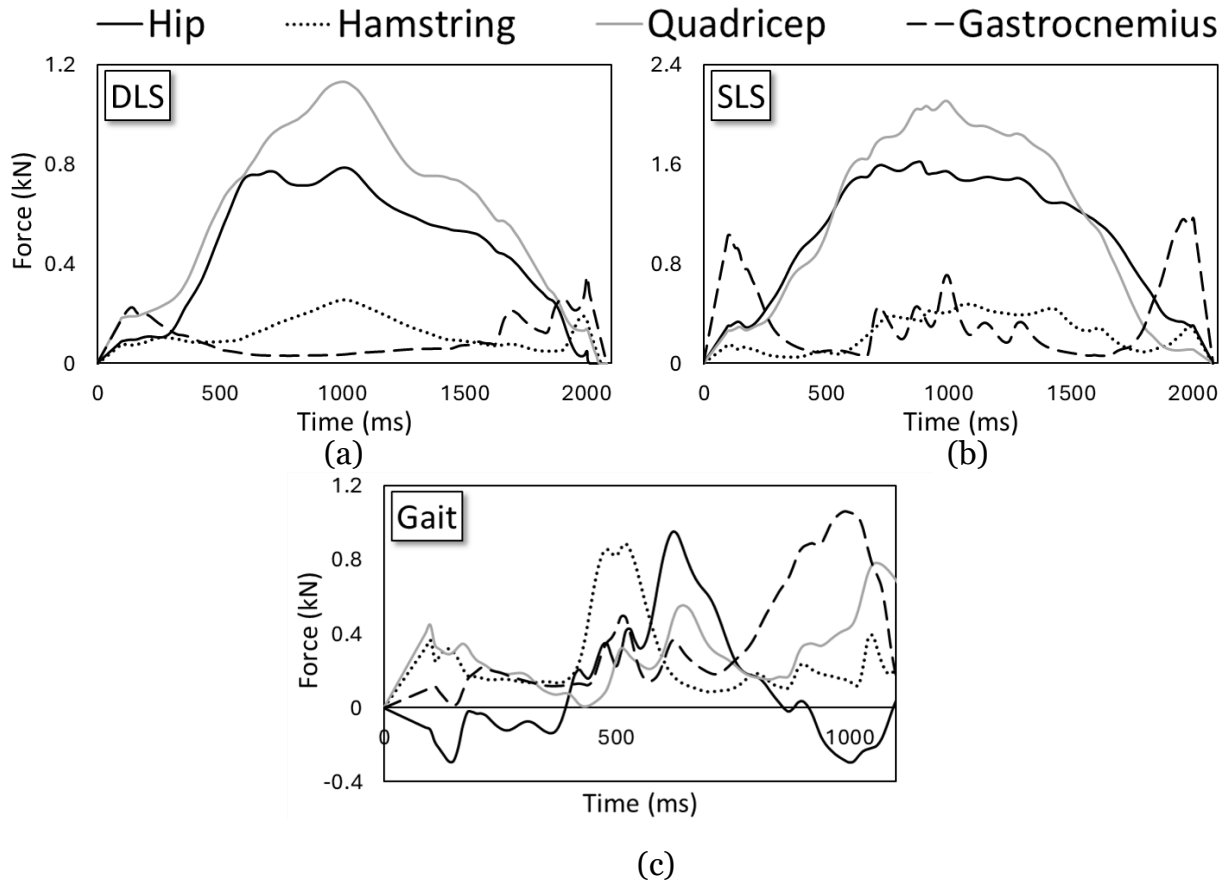 Hip Hamstring Quadricep Gastrocnemius
1.2 2.4
DLS SLS
0.8 1.6
Force (kN)
0.4 0.8
0 0
0 500 1000 1500 2000 0 500 1000 1500 2000
Time (ms) Time (ms)
(a) (b)
1.2
Gait
0.8
Force (kN)
0.4
0
0 500 1000
-0.4
Time (ms)
(c)